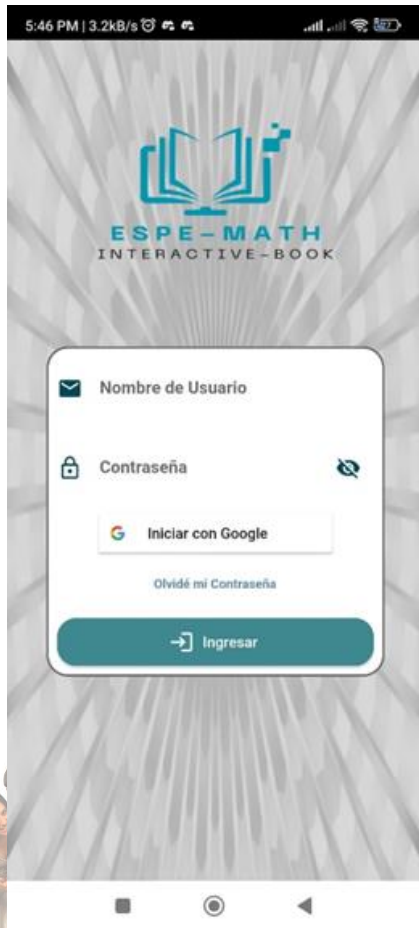 5:46 PM | 3.2kB/s
ESPE-MATH
INTERACTIVE-BOOK
Nombre de Usuario
Contraseña
G Iniciar con Google
Olvidé mi Contraseña
Ingresar